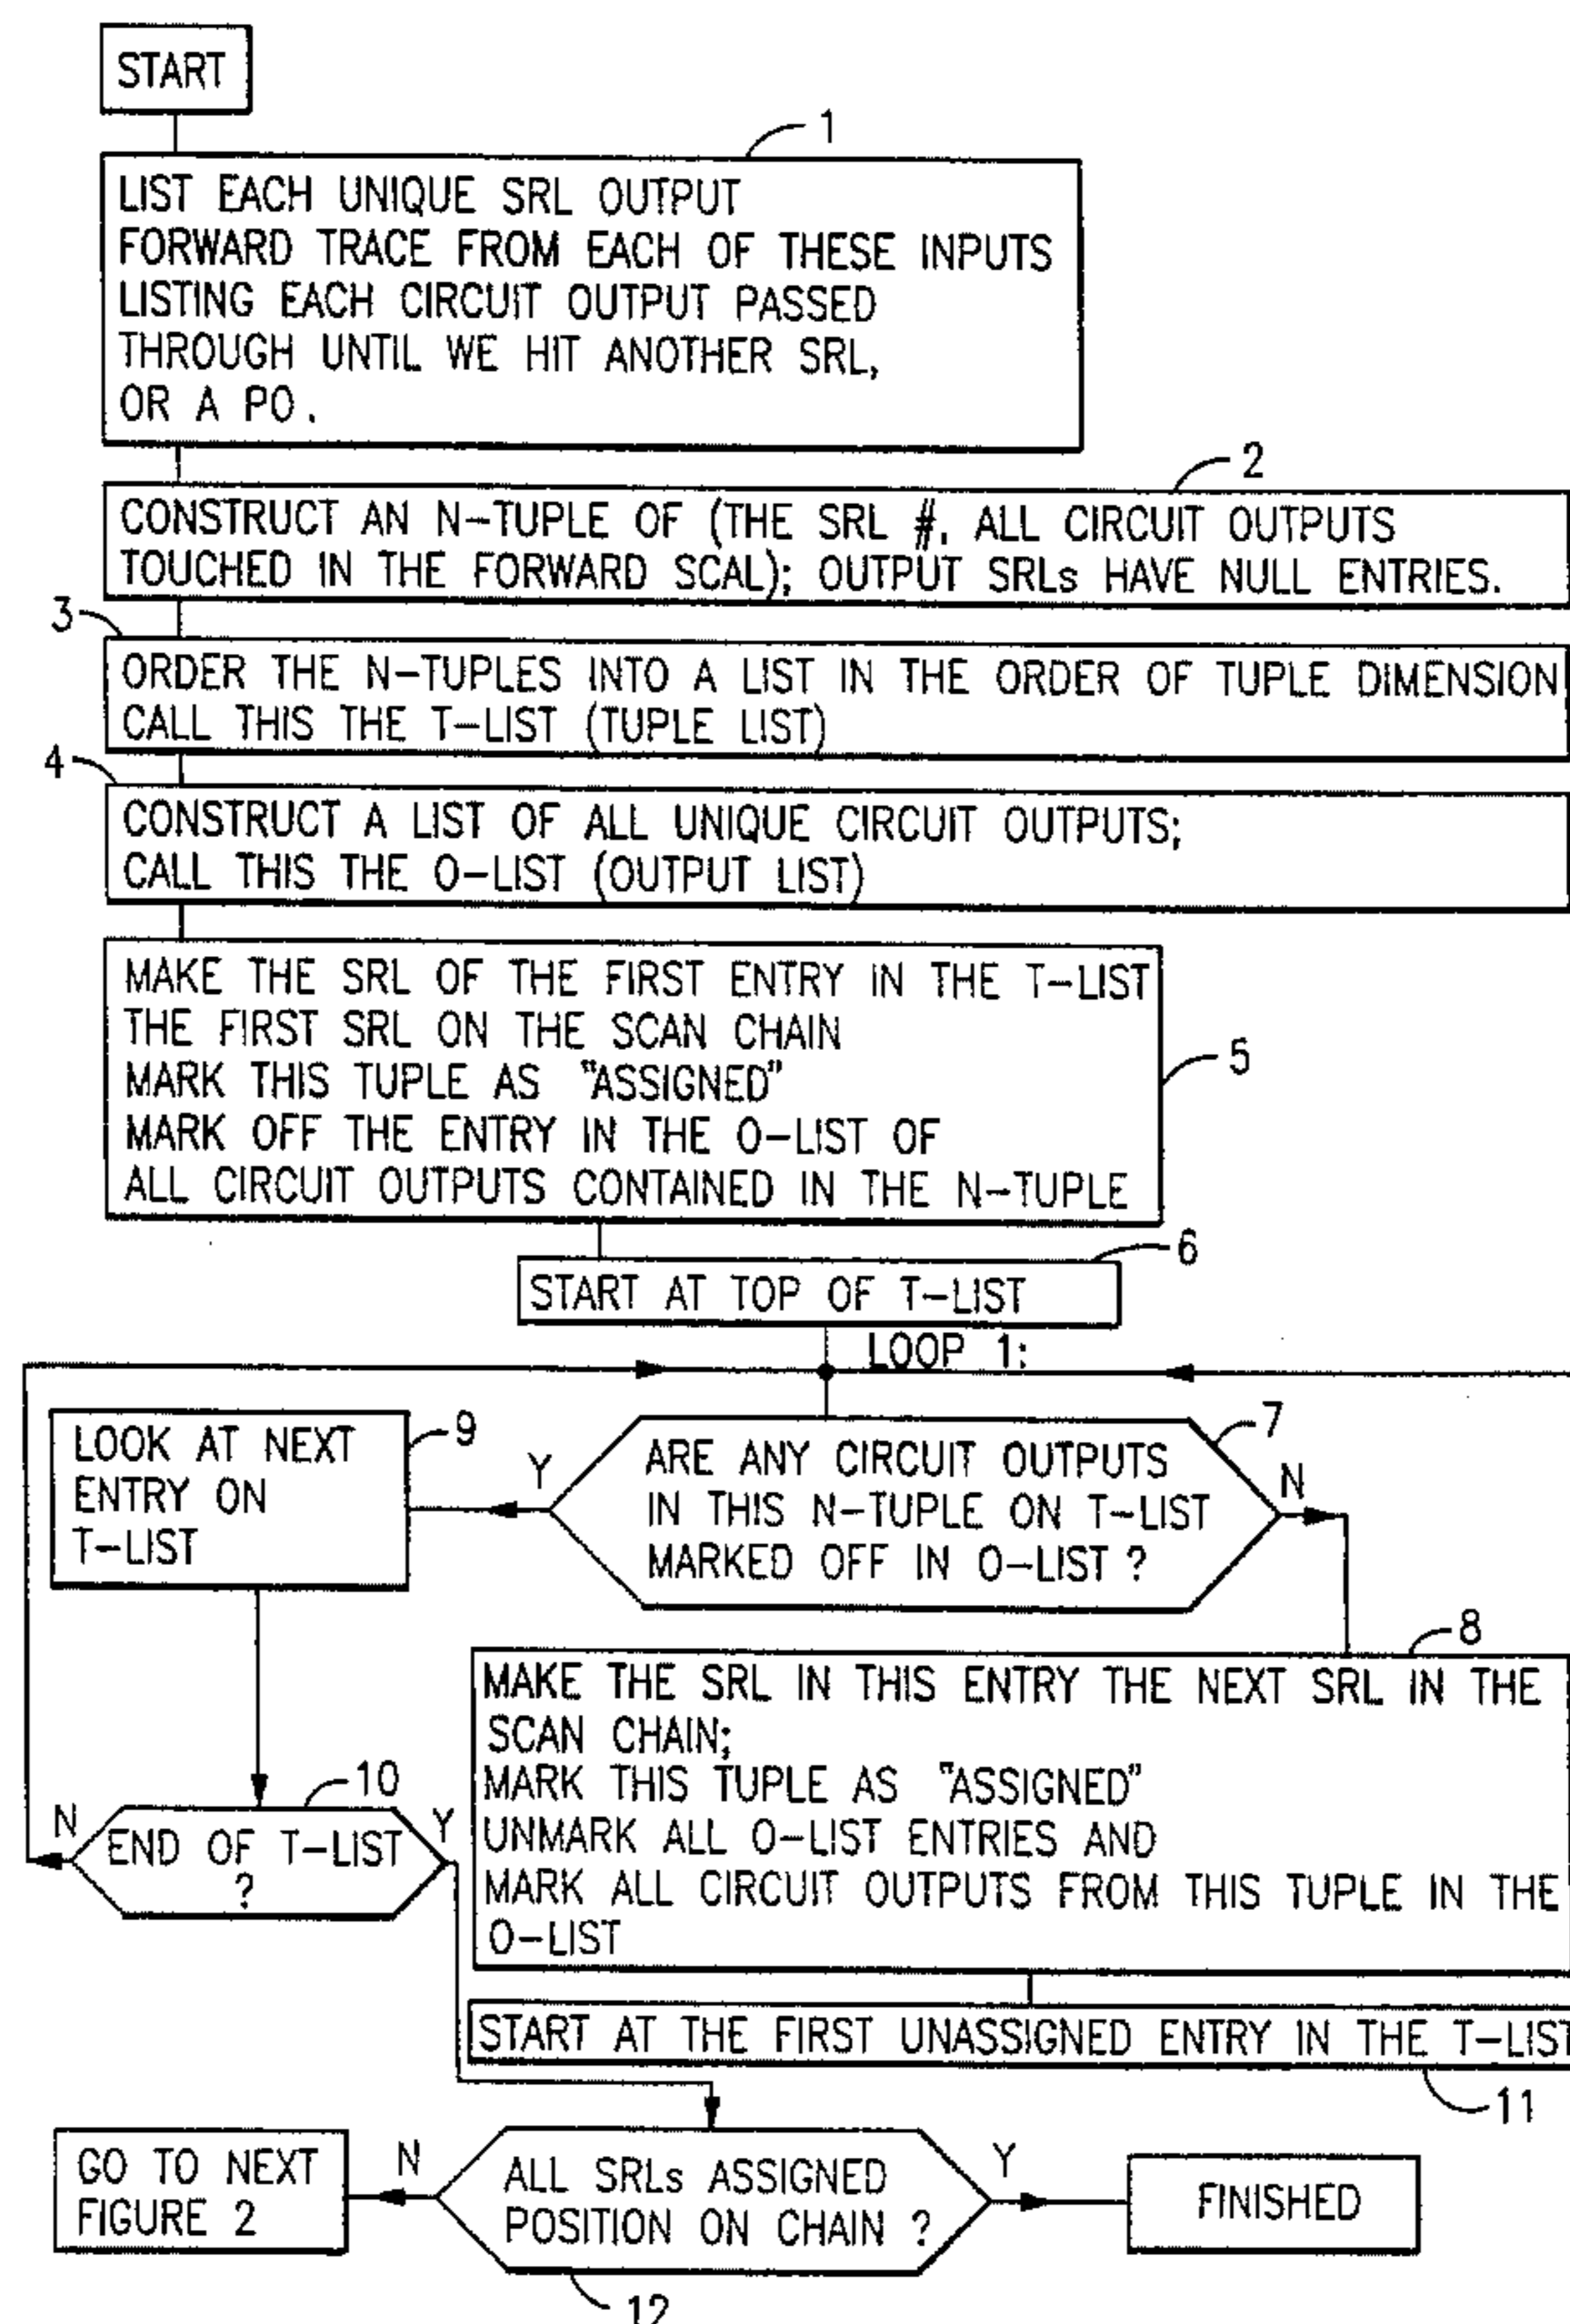 START
1
LIST EACH UNIQUE SRL OUTPUT
FORWARD TRACE FROM EACH OF THESE INPUTS
LISTING EACH CIRCUIT OUTPUT PASSED
THROUGH UNTIL WE HIT ANOTHER SRL,
OR A PO.
2
CONSTRUCT AN N-TUPLE OF (THE SRL #. ALL CIRCUIT OUTPUTS
TOUCHED IN THE FORWARD SCAL); OUTPUT SRLs HAVE NULL ENTRIES.
3
ORDER THE N-TUPLES INTO A LIST IN THE ORDER OF TUPLE DIMENSION
CALL THIS THE T-LIST (TUPLE LIST)
4
CONSTRUCT A LIST OF ALL UNIQUE CIRCUIT OUTPUTS;
CALL THIS THE O-LIST (OUTPUT LIST)
MAKE THE SRL OF THE FIRST ENTRY IN THE T-LIST
THE FIRST SRL ON THE SCAN CHAIN
MARK THIS TUPLE AS "ASSIGNED"
MARK OFF THE ENTRY IN THE O-LIST OF
ALL CIRCUIT OUTPUTS CONTAINED IN THE N-TUPLE
5
6
START AT TOP OF T-LIST
LOOP 1:
LOOK AT NEXT
ENTRY ON
T-LIST
9
Y
ARE ANY CIRCUIT OUTPUTS
IN THIS N-TUPLE ON T-LIST
MARKED OFF IN O-LIST ?
7
N
8
MAKE THE SRL IN THIS ENTRY THE NEXT SRL IN THE
SCAN CHAIN;
MARK THIS TUPLE AS "ASSIGNED"
UNMARK ALL O-LIST ENTRIES AND
MARK ALL CIRCUIT OUTPUTS FROM THIS TUPLE IN THE
O-LIST
10
N
END OF T-LIST
?
Y
START AT THE FIRST UNASSIGNED ENTRY IN THE T-LIST
11
GO TO NEXT
FIGURE 2
N
ALL SRLs ASSIGNED
POSITION ON CHAIN ?
Y
FINISHED
12